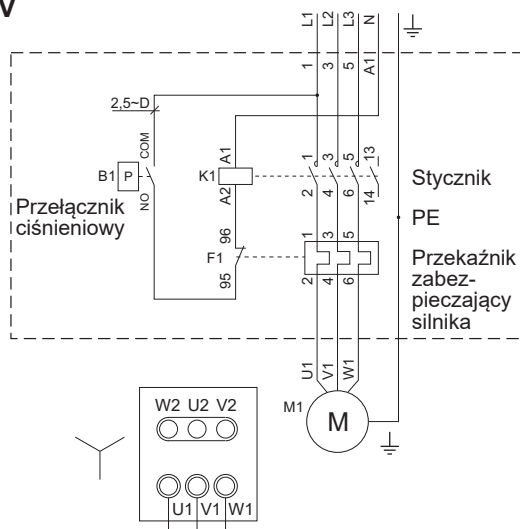 V
L1 L2 L3 N
1 3 5 A1
2,5~D
COM
B1 P
NO
Przełącznik
ciśnieniowy
A1
K1
A2
1 3 5 13
2 4 6 14
Stycznik
PE
96
F1
95
1 3 5
2 4 6
Przekaźnik
zabez-
pieczający
silnika
U1 V1 W1
M1 M
W2 U2 V2
U1 V1 W1